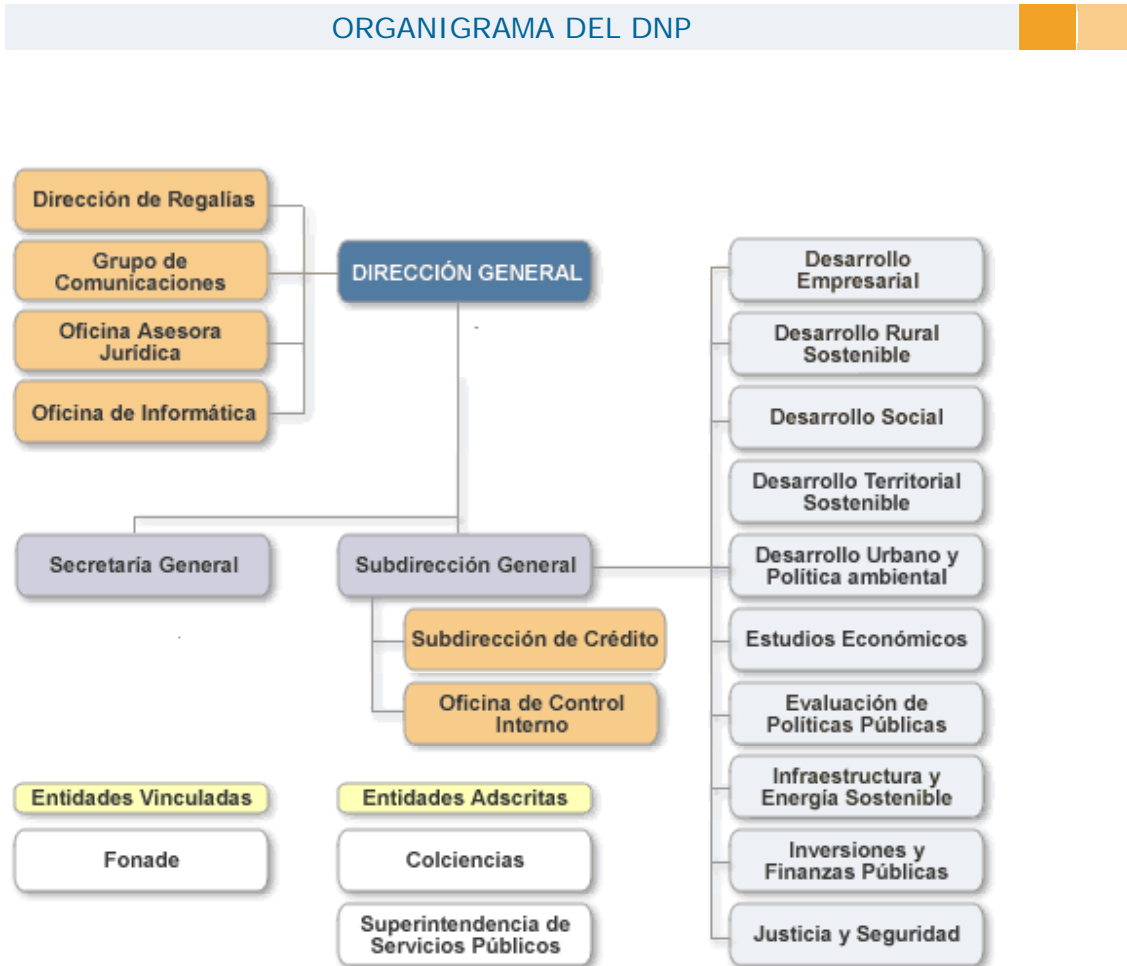 ORGANIGRAMA DEL DNP
Dirección de Regalías
Grupo de
Comunicaciones
Oficina Asesora
Jurídica
Oficina de Informática
DIRECCIÓN GENERAL
Secretaría General
Subdirección General
Subdirección de Crédito
Oficina de Control
Interno
Desarrollo
Empresarial
Desarrollo Rural
Sostenible
Desarrollo Social
Desarrollo Territorial
Sostenible
Desarrollo Urbano y
Política ambiental
Estudios Económicos
Evaluación de
Políticas Públicas
Infraestructura y
Energía Sostenible
Inversiones y
Finanzas Públicas
Justicia y Seguridad
Entidades Vinculadas
Fonade
Entidades Adscritas
Colciencias
Superintendencia de
Servicios Públicos